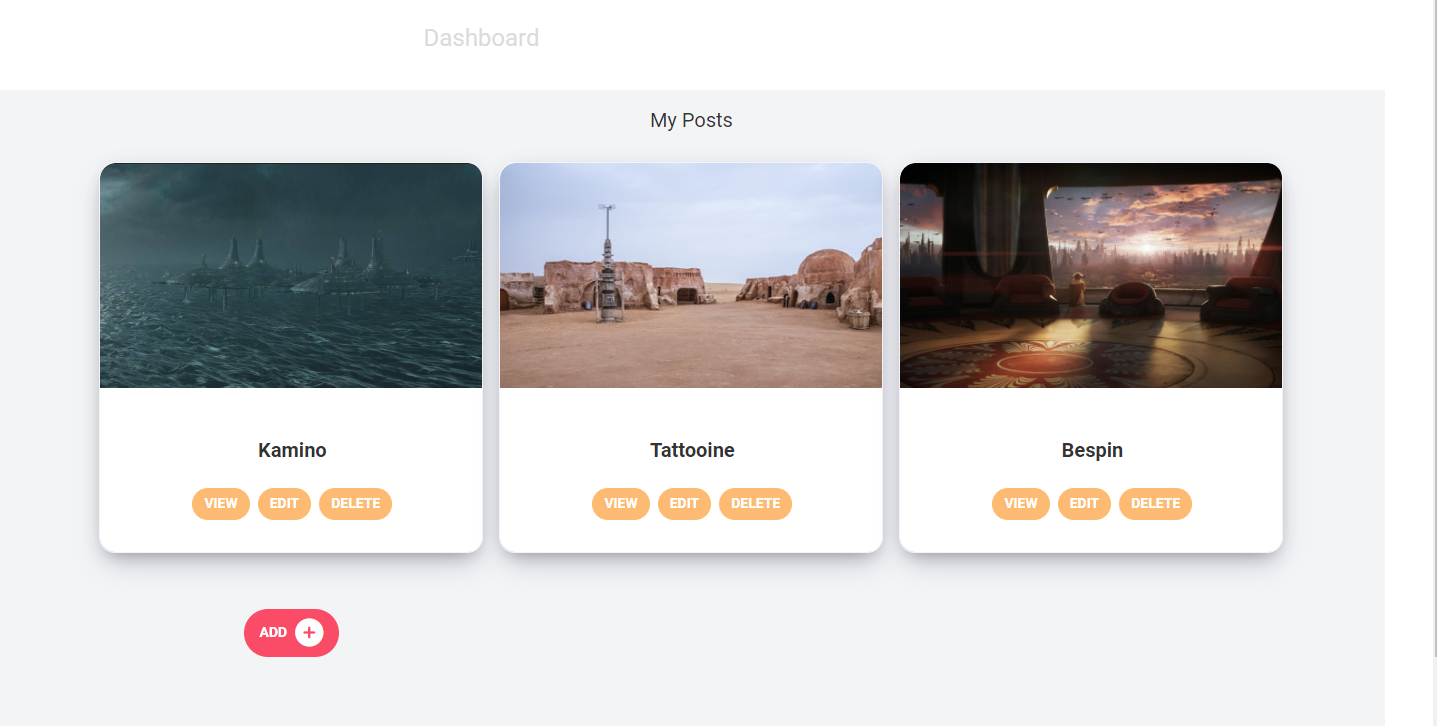 Dashboard
My Posts
Kamino
VIEW EDIT DELETE
Tattooine
VIEW EDIT DELETE
Bespin
VIEW EDIT DELETE
ADD